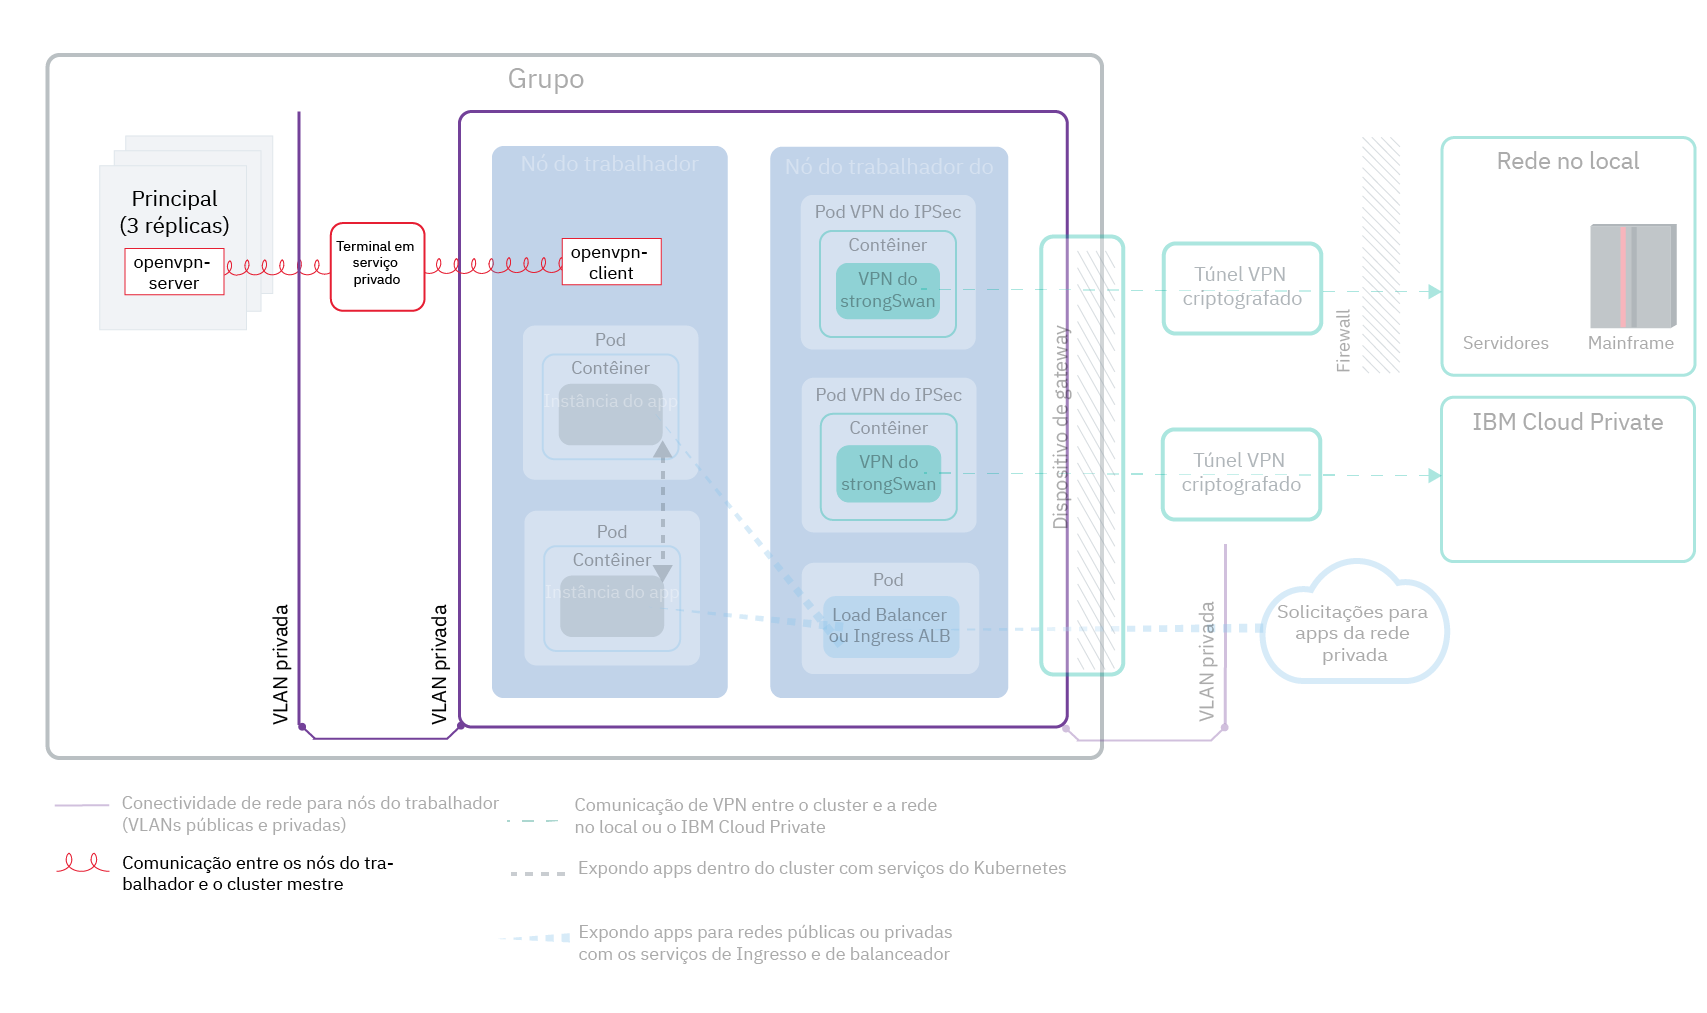 Grupo
Principal
(3 réplicas)
openvpn-
server
Terminal em
serviço
privado
openvpn-
client
VLAN privada
VLAN privada
Nó do trabalhador
Pod
Contêiner
Instância do app
Pod
Contêiner
Instância do app
Nó do trabalhador do
Pod VPN do IPSec
Contêiner
VPN do
strongSwan
Pod VPN do IPSec
Contêiner
VPN do
strongSwan
Pod
Load Balancer
ou Ingress ALB
Dispositivo de gateway
Túnel VPN
criptografado
Túnel VPN
criptografado
VLAN privada
Firewall
Rede no local
Servidores
Mainframe
IBM Cloud Private
Solicitações para
apps da rede
privada
Conectividade de rede para nós do trabalhador
(VLANs públicas e privadas)
Comunicação entre os nós do tra-
balhador e o cluster mestre
Comunicação de VPN entre o cluster e a rede
no local ou o IBM Cloud Private
Expondo apps dentro do cluster com serviços do Kubernetes
Expondo apps para redes públicas ou privadas
com os serviços de Ingresso e de balanceador